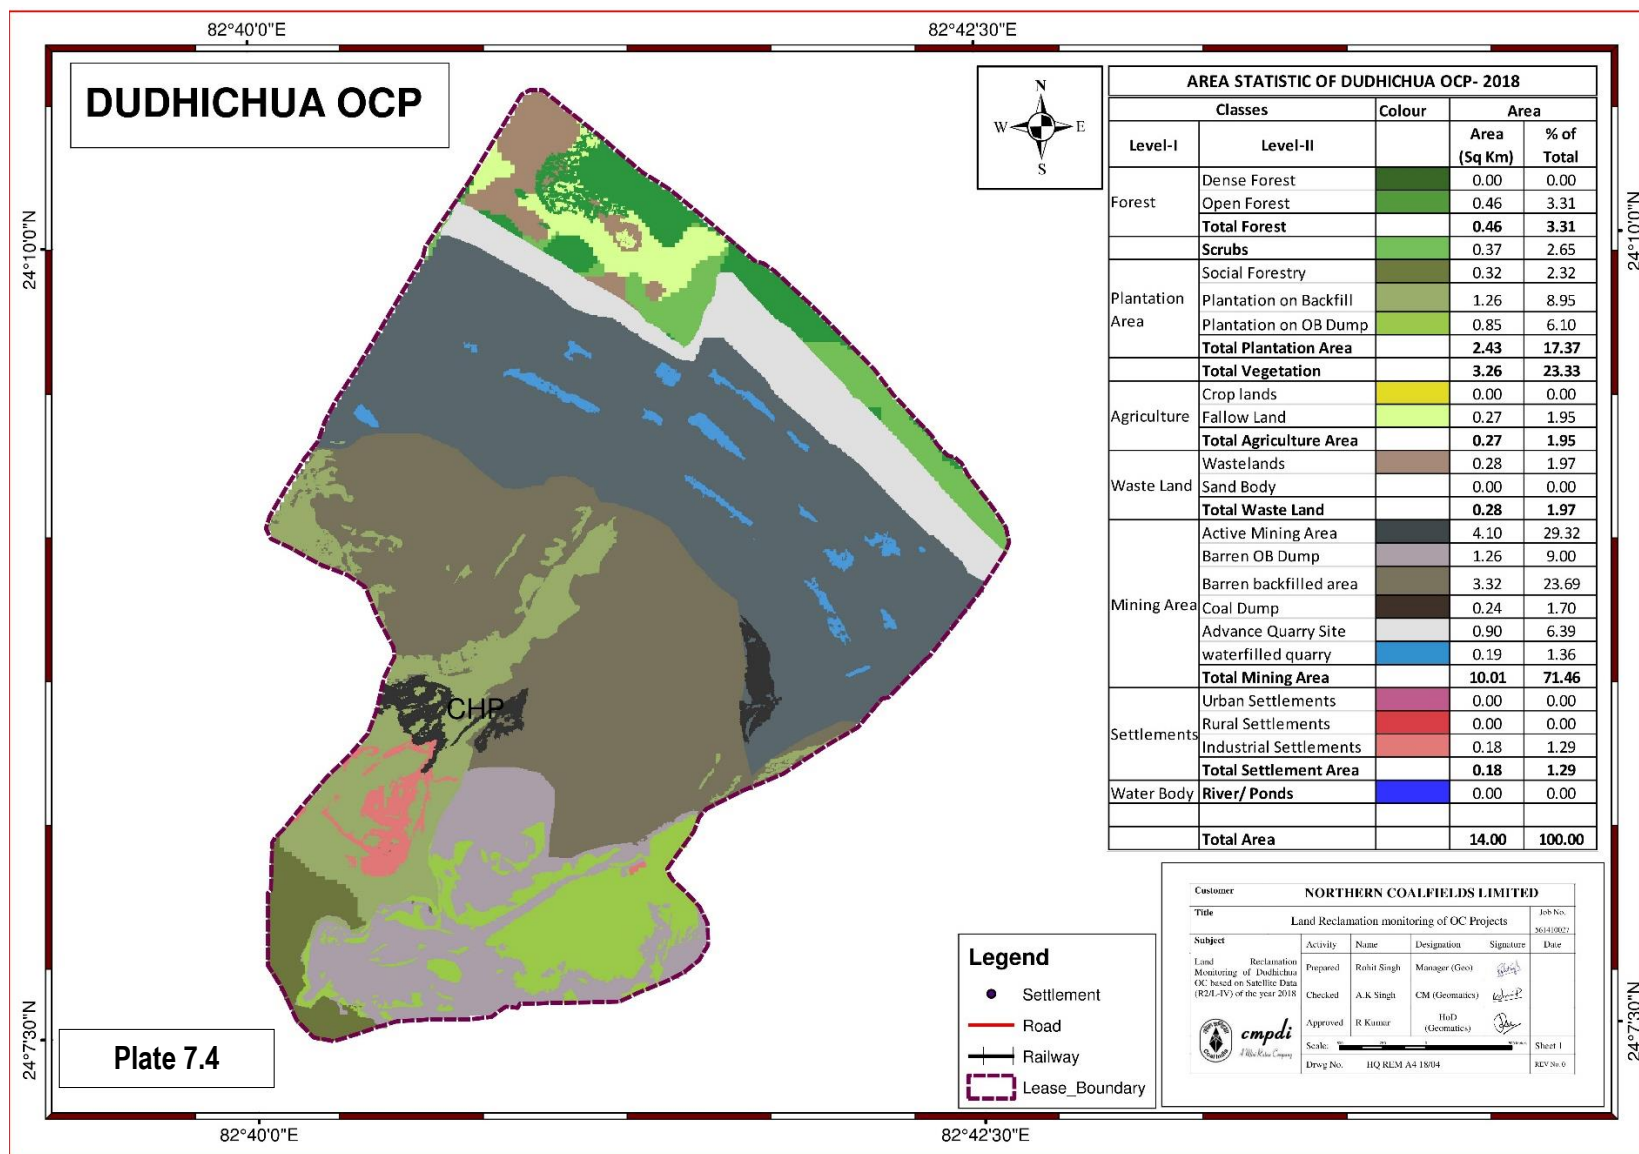 82°40'0"E 82°42'30"E
DUDHICHUA OCP
N
W E
S
24°10'0"N 24°10'0"N
AREA STATISTIC OF DUDHICHUA OCP- 2018
Classes Colour Area
Level-I Level-II Area (Sq Km) % of Total
Forest
Dense Forest 0.00 0.00
Open Forest 0.46 3.31
Total Forest 0.46 3.31
Scrubs 0.37 2.65
Plantation Area
Social Forestry 0.32 2.32
Plantation on Backfill 1.26 8.95
Plantation on OB Dump 0.85 6.10
Total Plantation Area 2.43 17.37
Total Vegetation 3.26 23.33
Agriculture
Crop lands 0.00 0.00
Fallow Land 0.27 1.95
Total Agriculture Area 0.27 1.95
Waste Land
Wastelands 0.28 1.97
Sand Body 0.00 0.00
Total Waste Land 0.28 1.97
Mining Area
Active Mining Area 4.10 29.32
Barren OB Dump 1.26 9.00
Barren backfilled area 3.32 23.69
Coal Dump 0.24 1.70
Advance Quarry Site 0.90 6.39
waterfilled quarry 0.19 1.36
Total Mining Area 10.01 71.46
Settlements
Urban Settlements 0.00 0.00
Rural Settlements 0.00 0.00
Industrial Settlements 0.18 1.29
Total Settlement Area 0.18 1.29
Water Body River/ Ponds 0.00 0.00
Total Area 14.00 100.00
CHP
Legend
Settlement
Road
Railway
Lease_Boundary
Plate 7.4
24°7'30"N 24°7'30"N
Customer NORTHERN COALFIELDS LIMITED
Title Land Reclamation monitoring of OC Projects Job No.
561410027
Subject Activity Name Designation Signature Date
Land Reclamation
Monitoring of Dudhichua
OC based on Satellite Data
(R2/L-IV) of the year 2018
Prepared Rohit Singh Manager (Geo)
Checked A.K Singh CM (Geomatics)
Approved R Kumar HoD (Geomatics)
cmpdi
Scale: Sheet 1
Drwg No. HQ REM A4 18/04 REV No. 0
82°40'0"E 82°42'30"E